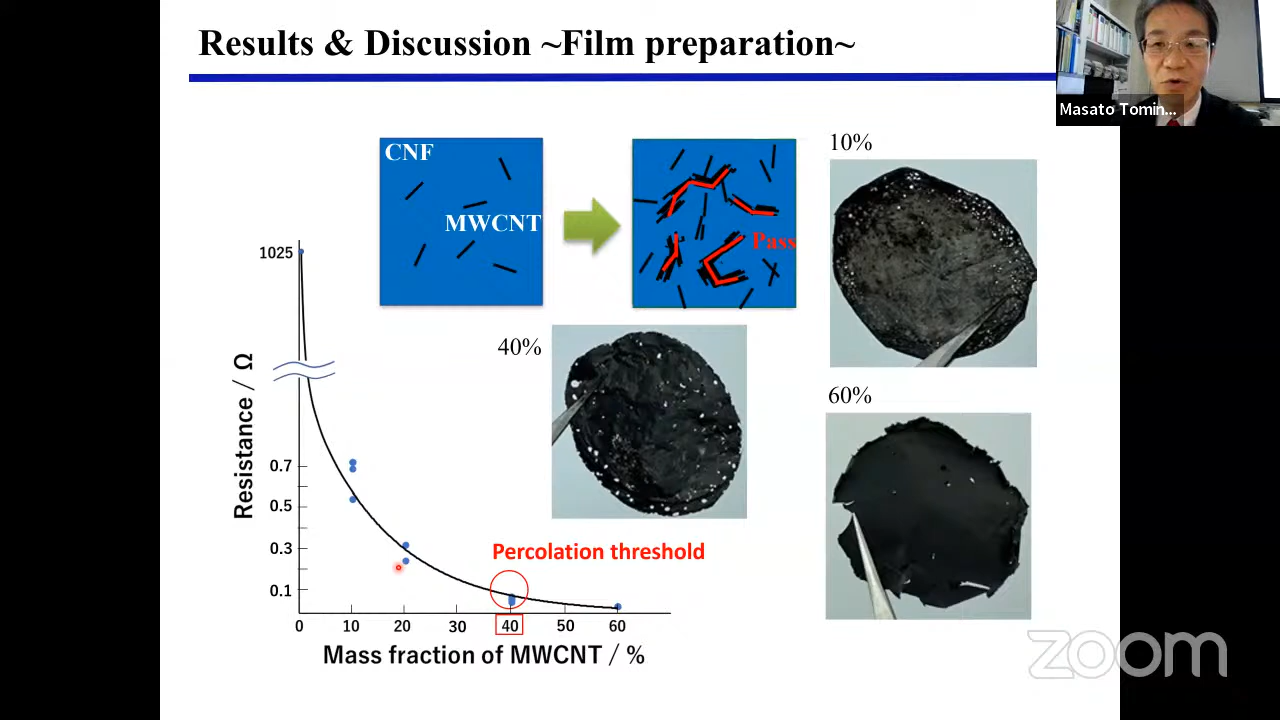 Results & Discussion ~Film preparation~
Masato Tomin...
CNF
MWCNT
Pass
10%
40%
60%
1025
0.7
0.5
0.3
0.1
Resistance / Ω
Percolation threshold
0 10 20 30 40 50 60
Mass fraction of MWCNT / %
zoom